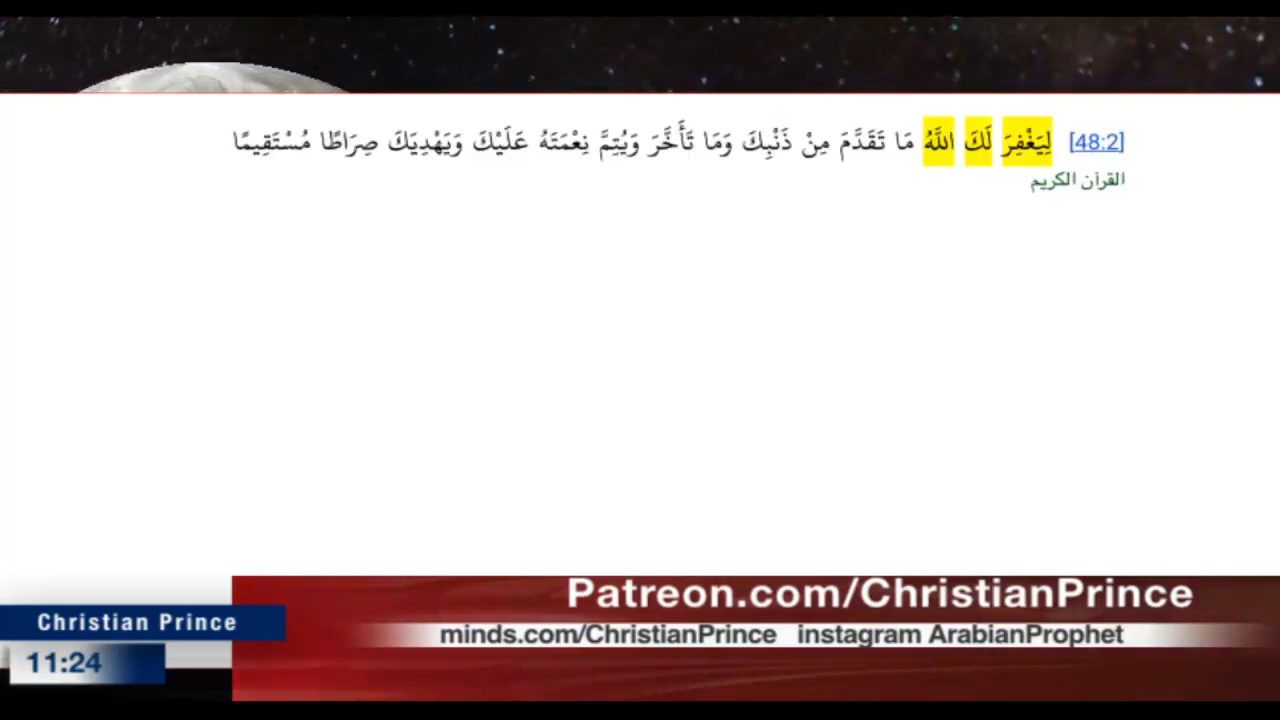 [48:2] لِيَغْفِرَ لَكَ اللَّهُ مَا تَقَدَّمَ مِنْ ذَنْبِكَ وَمَا تَأَخَّرَ وَيُتِمَّ نِعْمَتَهُ عَلَيْكَ وَيَهْدِيَكَ صِرَاطًا مُسْتَقِيمًا
القرآن الكريم
Patreon.com/ChristianPrince
Christian Prince
minds.com/ChristianPrince instagram ArabianProphet
11:24